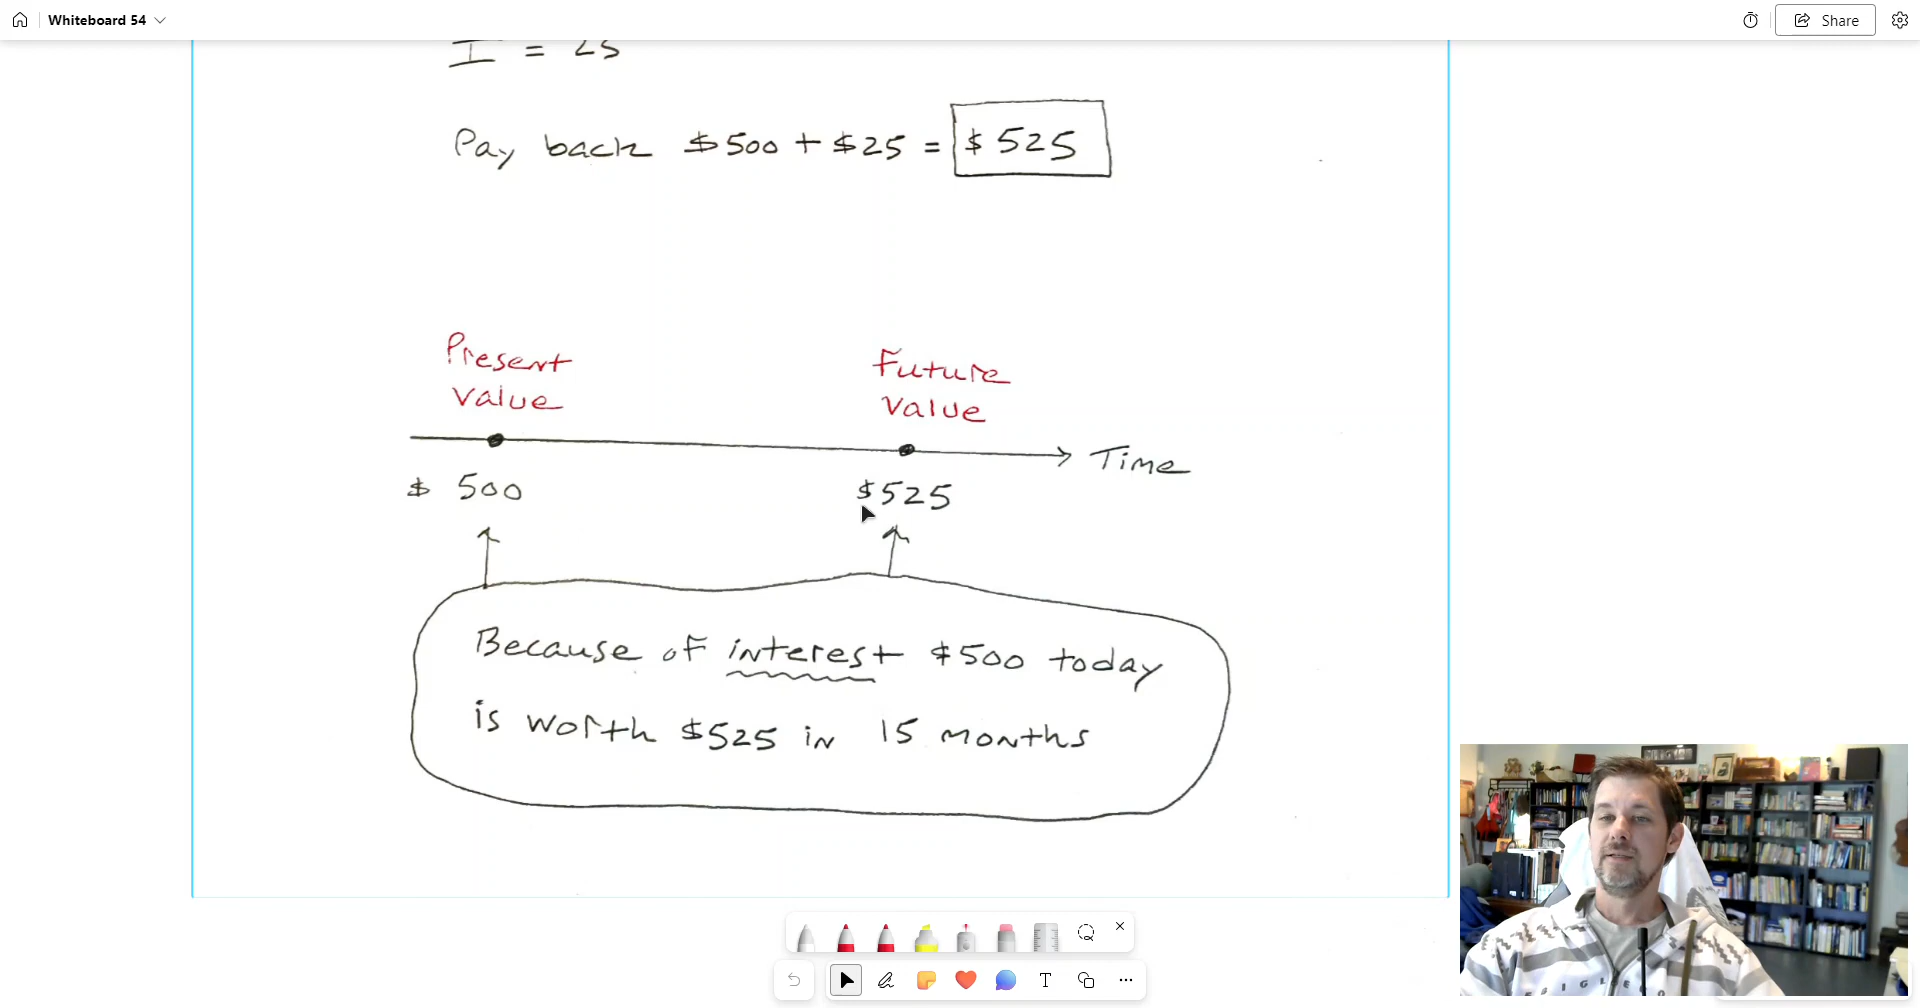 Whiteboard 54
Share
I = 25
Pay back $500 + $25 = $525
Present
value
Future
value
Time
$ 500
$525
Because of interest $500 today
is worth $525 in 15 months